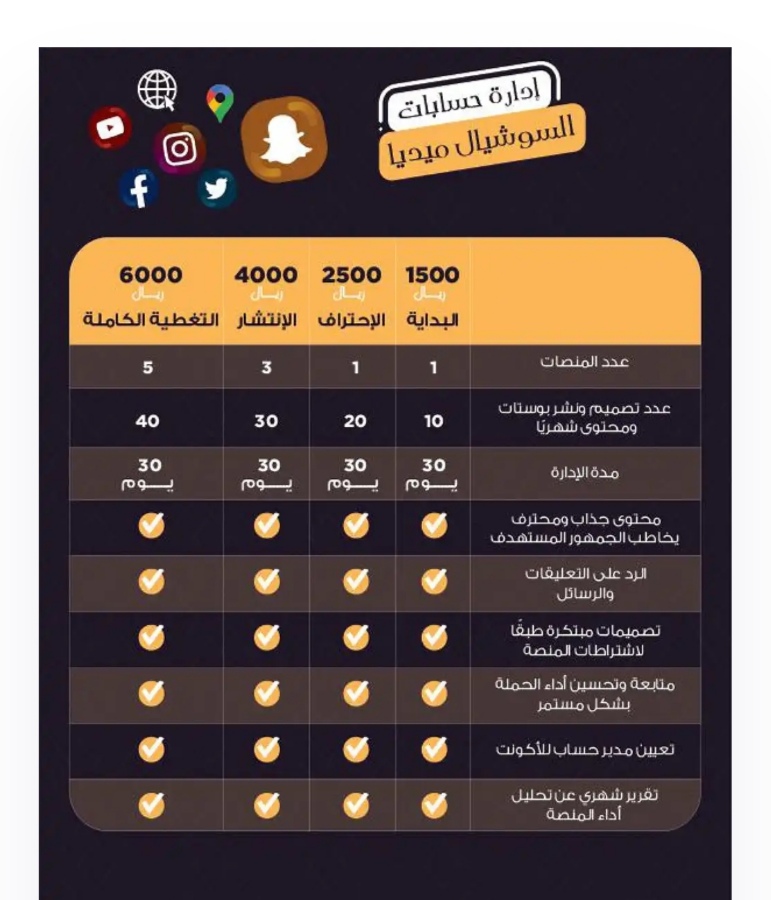 إدارة حسابات
السوشيال ميديا
1500 2500 4000 6000
ريال ريال ريال ريال
البداية الإحتراف الإنتشار التغطية الكاملة
عدد المنصات 1 1 3 5
عدد تصميم ونشر بوستات
ومحتوى شهريًا 10 20 30 40
مدة الإدارة 30 30 30 30
يوم يوم يوم يوم
محتوى جذاب ومحترف
يخاطب الجمهور المستهدف
الرد على التعليقات
والرسائل
تصميمات مبتكرة طبقًا
لاشتراطات المنصة
متابعة وتحسين أداء الحملة
بشكل مستمر
تعيين مدير حساب للأكونت
تقرير شهري عن تحليل
أداء المنصة